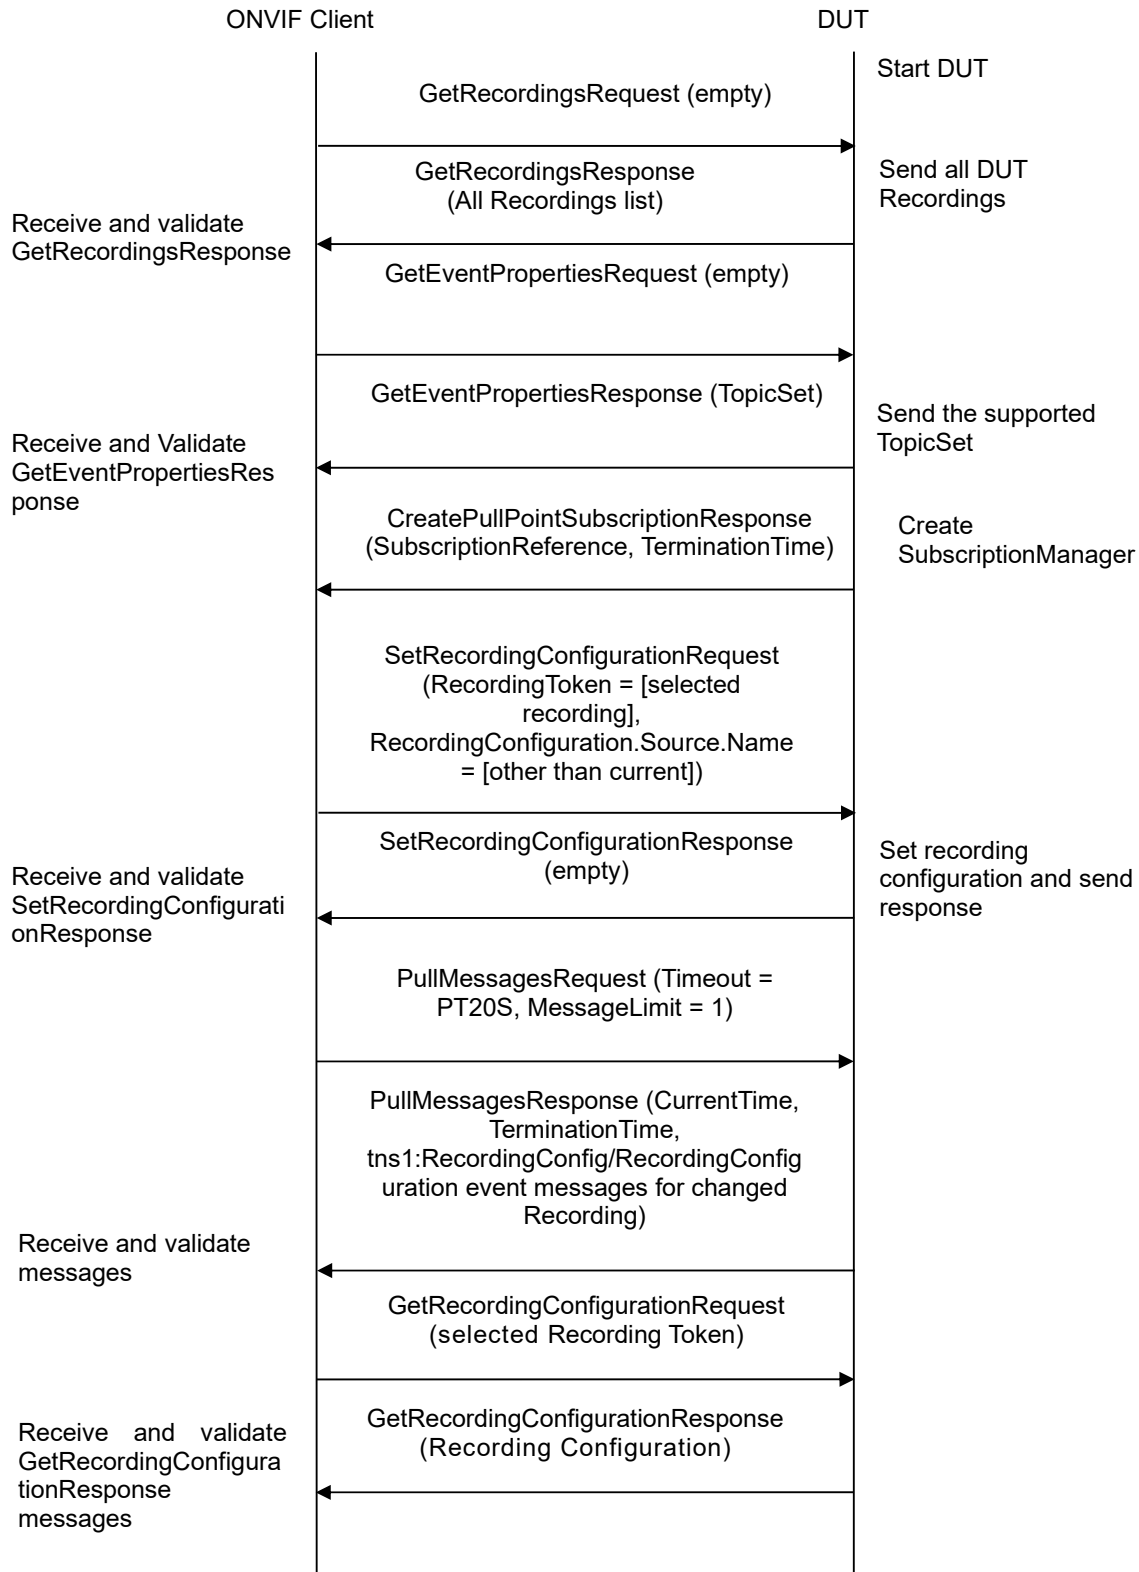 ONVIF Client
DUT
Start DUT
GetRecordingsRequest (empty)
GetRecordingsResponse
(All Recordings list)
Send all DUT
Recordings
Receive and validate
GetRecordingsResponse
GetEventPropertiesRequest (empty)
GetEventPropertiesResponse (TopicSet)
Send the supported
TopicSet
Receive and Validate
GetEventPropertiesRes
ponse
CreatePullPointSubscriptionResponse
(SubscriptionReference, TerminationTime)
Create
SubscriptionManager
SetRecordingConfigurationRequest
(RecordingToken = [selected
recording],
RecordingConfiguration.Source.Name
= [other than current])
SetRecordingConfigurationResponse
(empty)
Set recording
configuration and send
response
Receive and validate
SetRecordingConfigurati
onResponse
PullMessagesRequest (Timeout =
PT20S, MessageLimit = 1)
PullMessagesResponse (CurrentTime,
TerminationTime,
tns1:RecordingConfig/RecordingConfig
uration event messages for changed
Recording)
Receive and validate
messages
GetRecordingConfigurationRequest
(selected Recording Token)
GetRecordingConfigurationResponse
(Recording Configuration)
Receive and validate
GetRecordingConfigura
tionResponse
messages